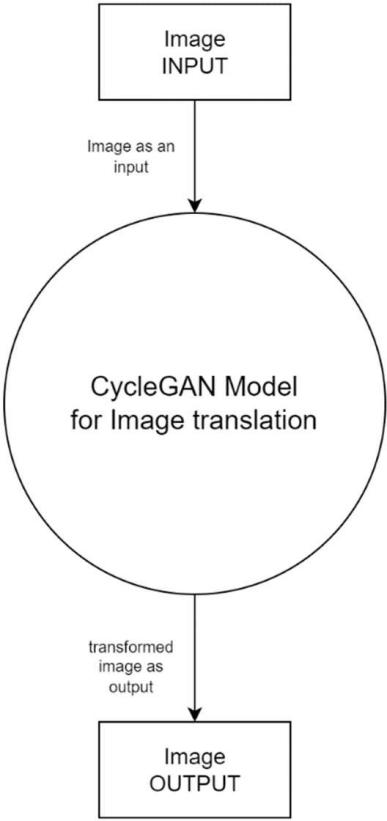 Image
INPUT
Image as an
input
CycleGAN Model
for Image translation
transformed
image as
output
Image
OUTPUT